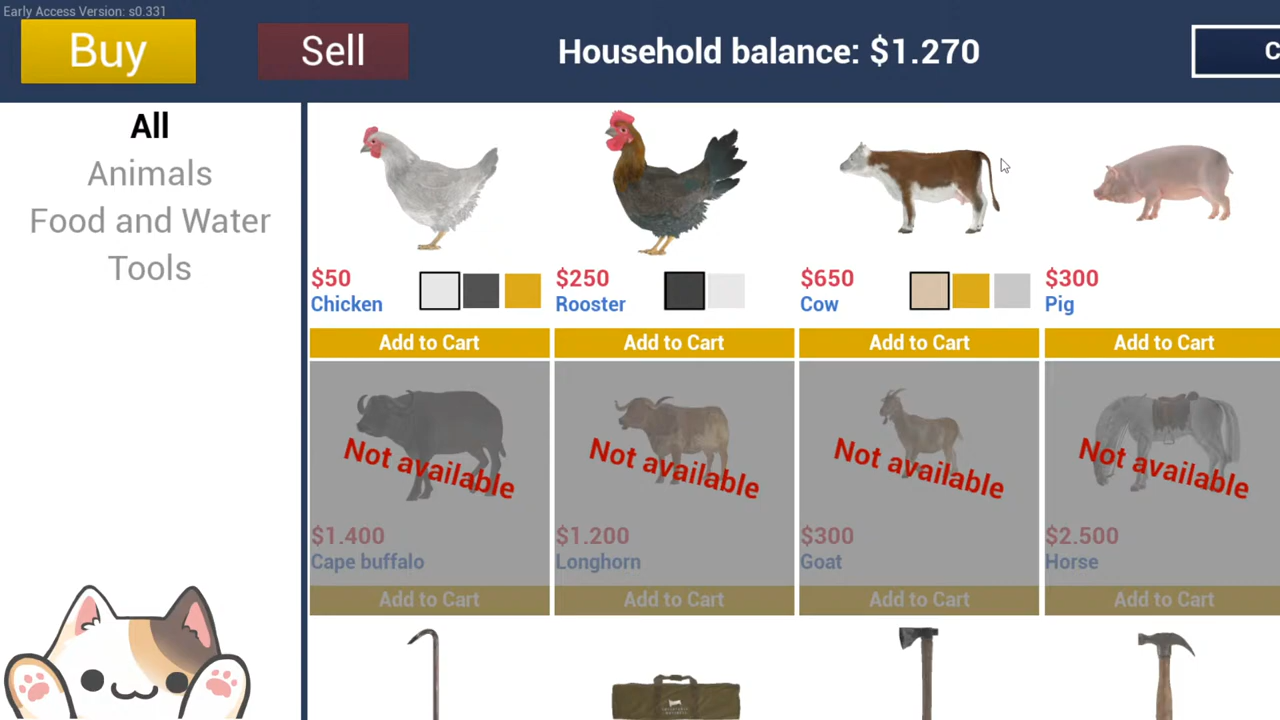 Early Access Version: s0.331
Buy
Sell
Household balance: $1.270
C
All
Animals
Food and Water
Tools
$50
Chicken
$250
Rooster
$650
Cow
$300
Pig
Add to Cart
Add to Cart
Add to Cart
Add to Cart
Not available
Not available
Not available
Not available
$1.400
Cape buffalo
$1.200
Longhorn
$300
Goat
$2.500
Horse
Add to Cart
Add to Cart
Add to Cart
Add to Cart